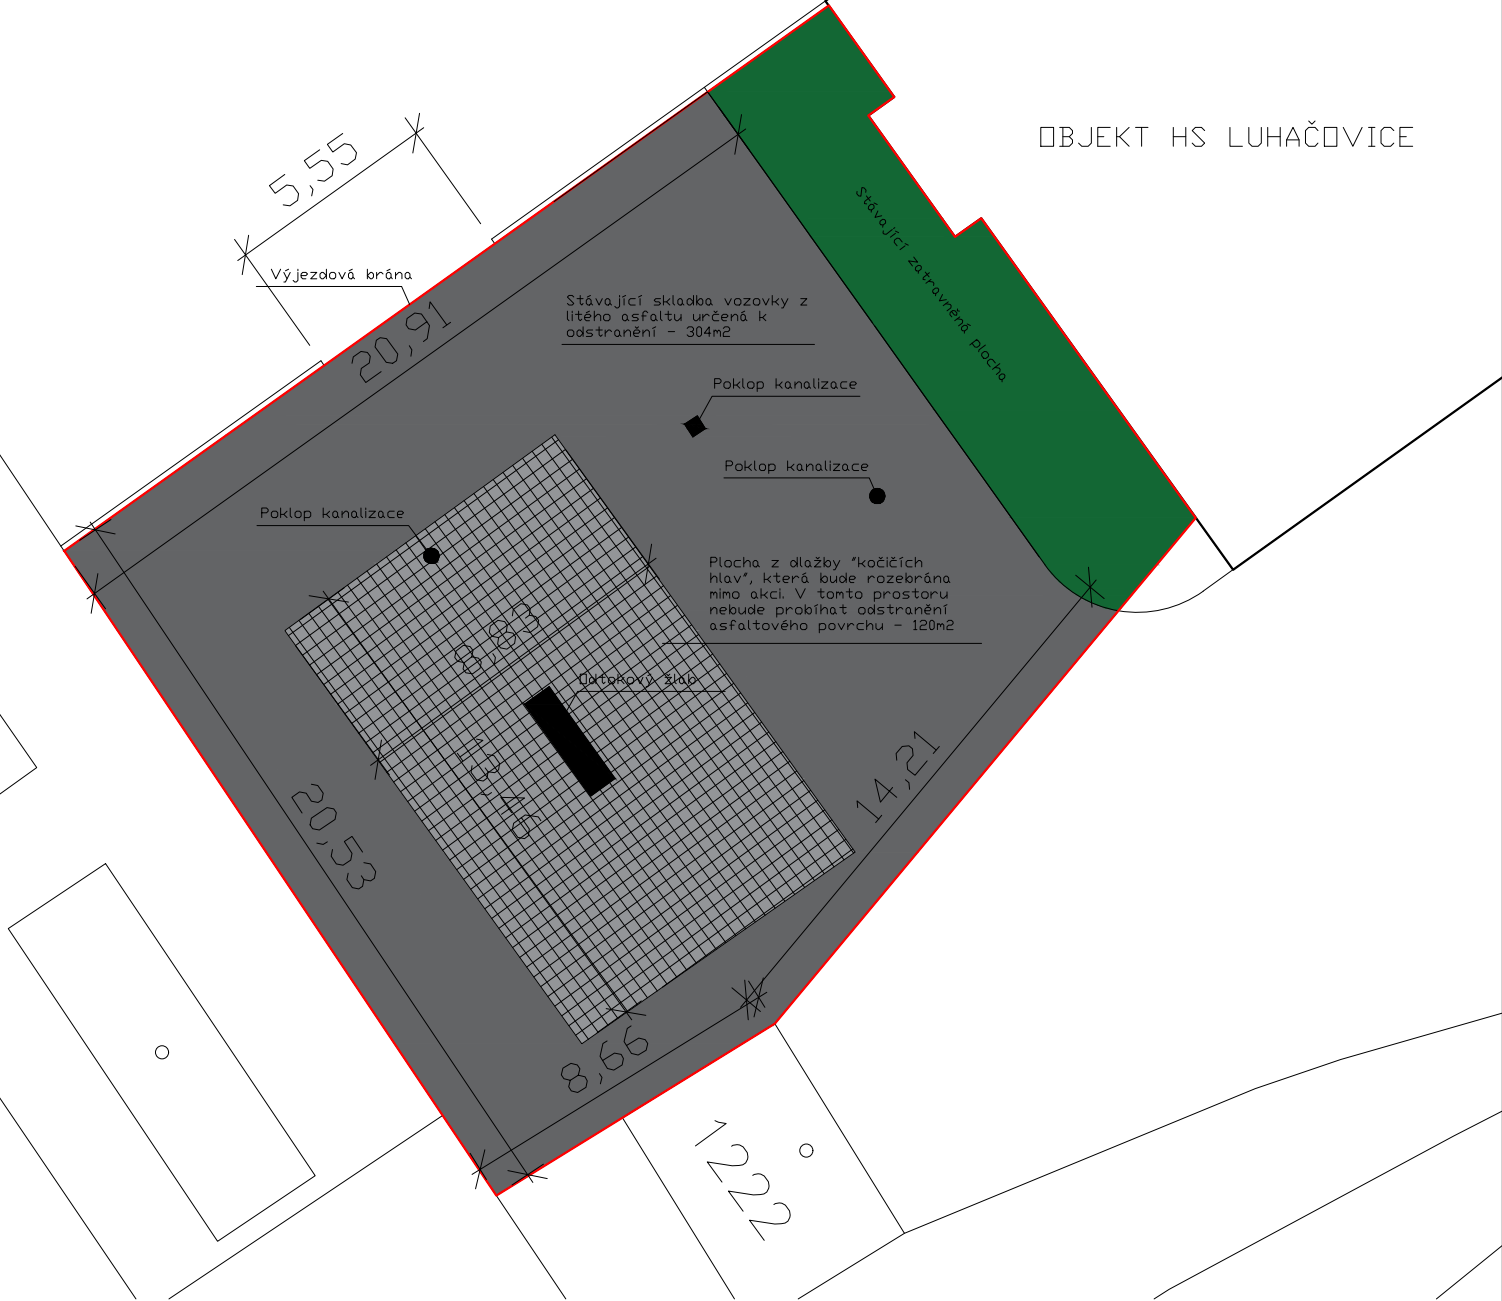 OBJEKT HS LUHAČOVICE
5,55
Stávající zatravněná plocha
Výjezdová brána
20,91
Stávající skladba vozovky z
litého asfaltu určená k
odstranění - 304m2
Poklop kanalizace
Poklop kanalizace
Poklop kanalizace
Plocha z dlažby "kočičích
hlav", která bude rozebrána
mimo akci. V tomto prostoru
nebude probíhat odstranění
asfaltového povrchu - 120m2
8,83
Odtokový žlab
13,46
14,21
20,53
8,66
1222